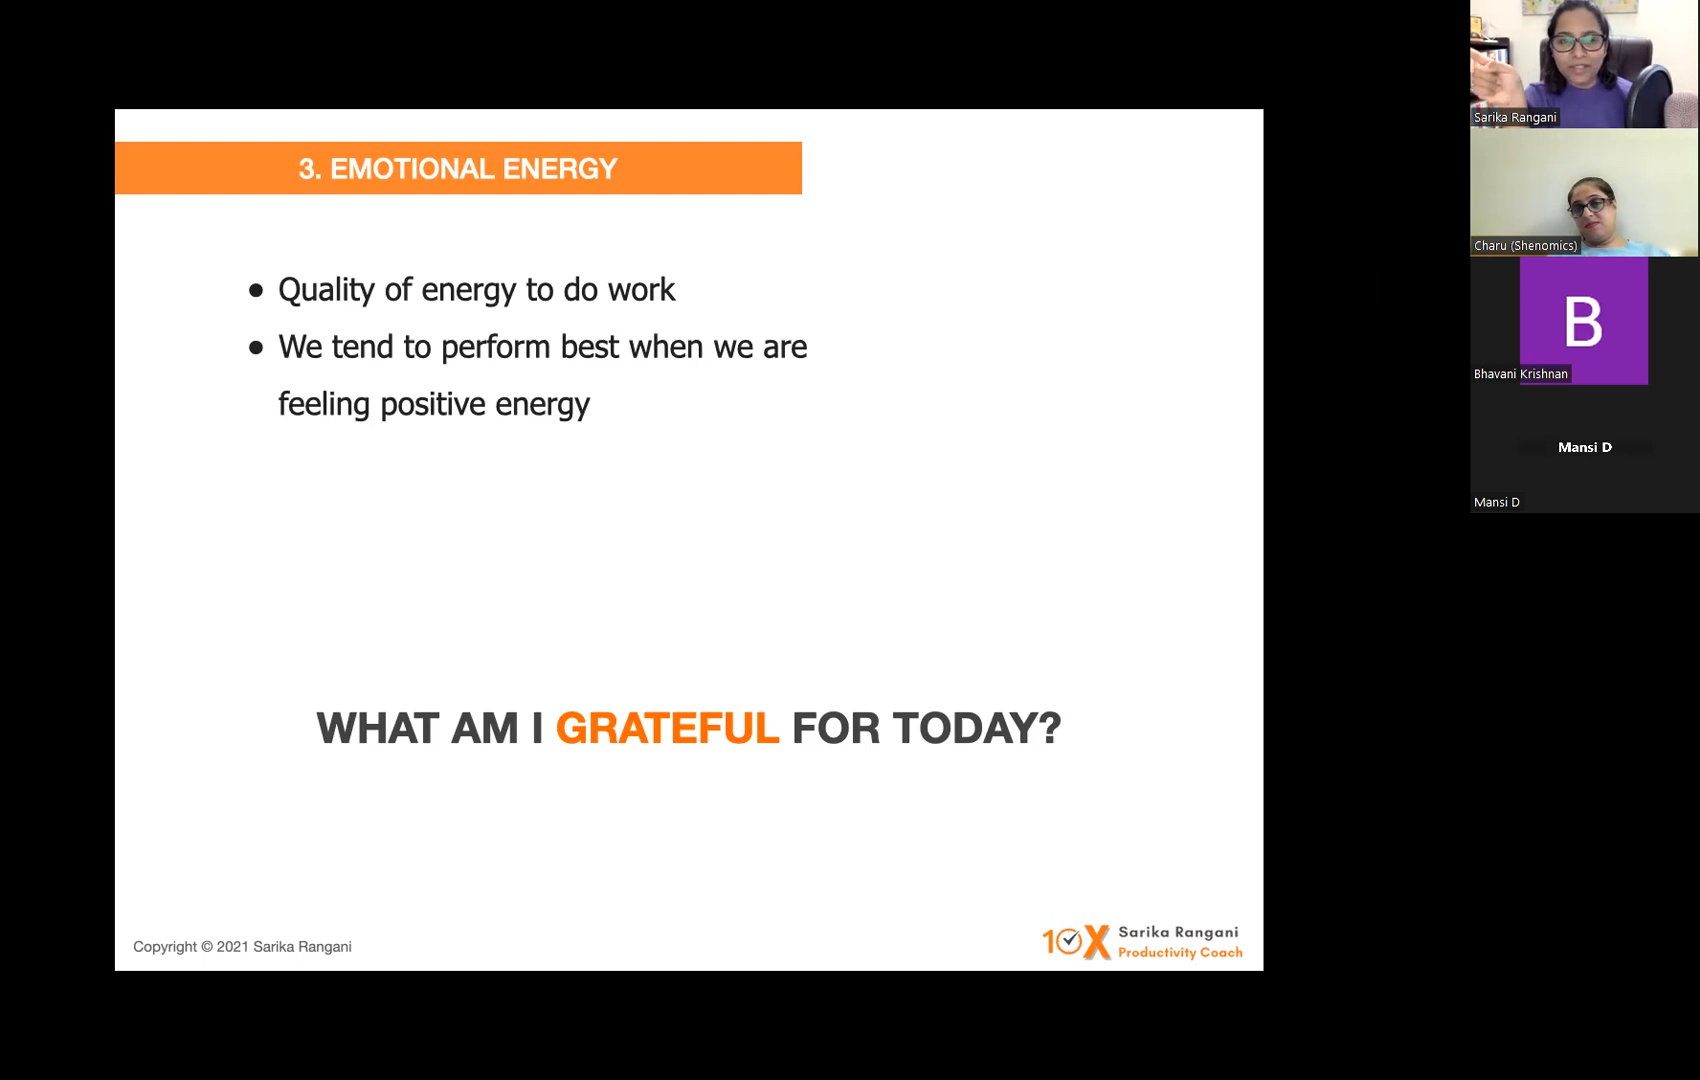 3. EMOTIONAL ENERGY
● Quality of energy to do work
● We tend to perform best when we are
feeling positive energy
WHAT AM I GRATEFUL FOR TODAY?
Copyright © 2021 Sarika Rangani
10X
Sarika Rangani
Productivity Coach
Sarika Rangani
Charu (Shenomics)
B
Bhavani Krishnan
Mansi D
Mansi D